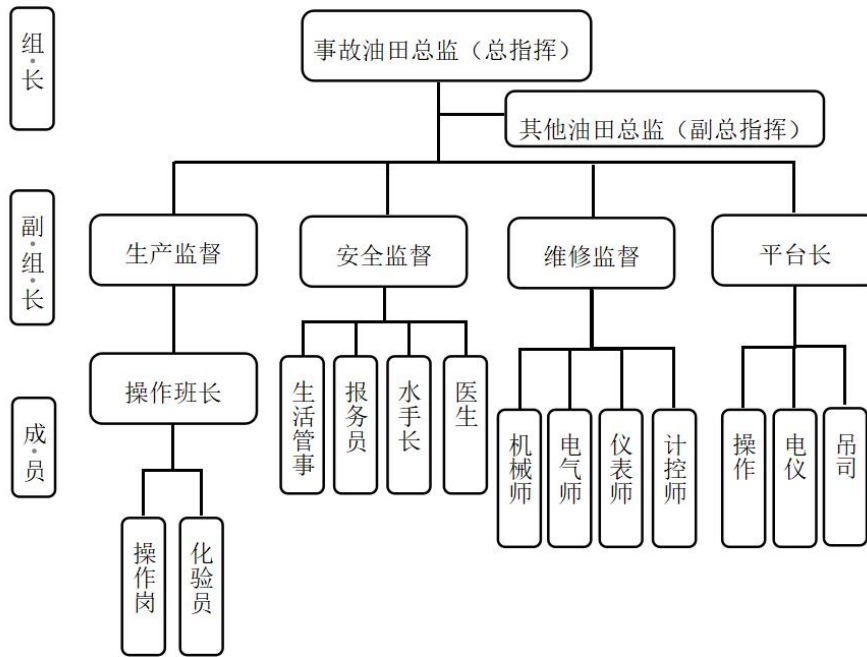 组·长
事故油田总监（总指挥）
其他油田总监（副总指挥）
副·组·长
生产监督
安全监督
维修监督
平台长
成·员
操作班长
生活管事
报务员
水手长
医生
机械师
电气师
仪表师
计控师
操作
电仪
吊司
操作岗
化验员